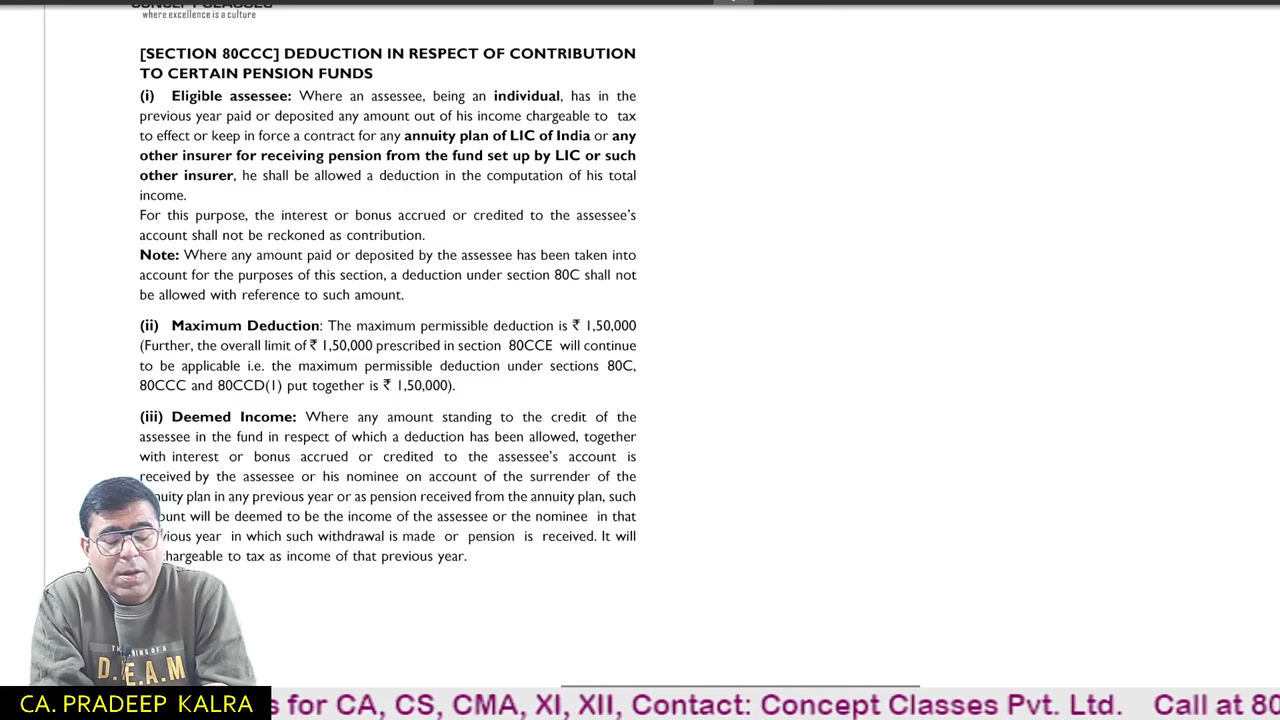 where excellence is a culture
[SECTION 80CCC] DEDUCTION IN RESPECT OF CONTRIBUTION
TO CERTAIN PENSION FUNDS
(i) Eligible assessee: Where an assessee, being an individual, has in the
previous year paid or deposited any amount out of his income chargeable to tax
to effect or keep in force a contract for any annuity plan of LIC of India or any
other insurer for receiving pension from the fund set up by LIC or such
other insurer, he shall be allowed a deduction in the computation of his total
income.
For this purpose, the interest or bonus accrued or credited to the assessee's
account shall not be reckoned as contribution.
Note: Where any amount paid or deposited by the assessee has been taken into
account for the purposes of this section, a deduction under section 80C shall not
be allowed with reference to such amount.
(ii) Maximum Deduction: The maximum permissible deduction is ₹ 1,50,000
(Further, the overall limit of ₹ 1,50,000 prescribed in section 80CCE will continue
to be applicable i.e. the maximum permissible deduction under sections 80C,
80CCC and 80CCD(1) put together is ₹ 1,50,000).
(iii) Deemed Income: Where any amount standing to the credit of the
assessee in the fund in respect of which a deduction has been allowed, together
with interest or bonus accrued or credited to the assessee's account is
received by the assessee or his nominee on account of the surrender of the
plan in any previous year or as pension received from the annuity plan, such
will be deemed to be the income of the assessee or the nominee in that
year in which such withdrawal is made or pension is received. It will
chargeable to tax as income of that previous year.
D.R.E.A.M
CA. PRADEEP KALRA
s for CA, CS, CMA, XI, XII, Contact: Concept Classes Pvt. Ltd. Call at 80